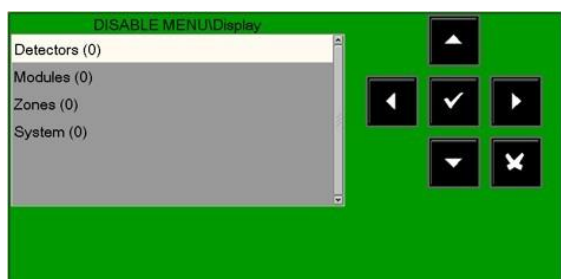 DISABLE MENU\Display
Detectors (0)
Modules (0)
Zones (0)
System (0)